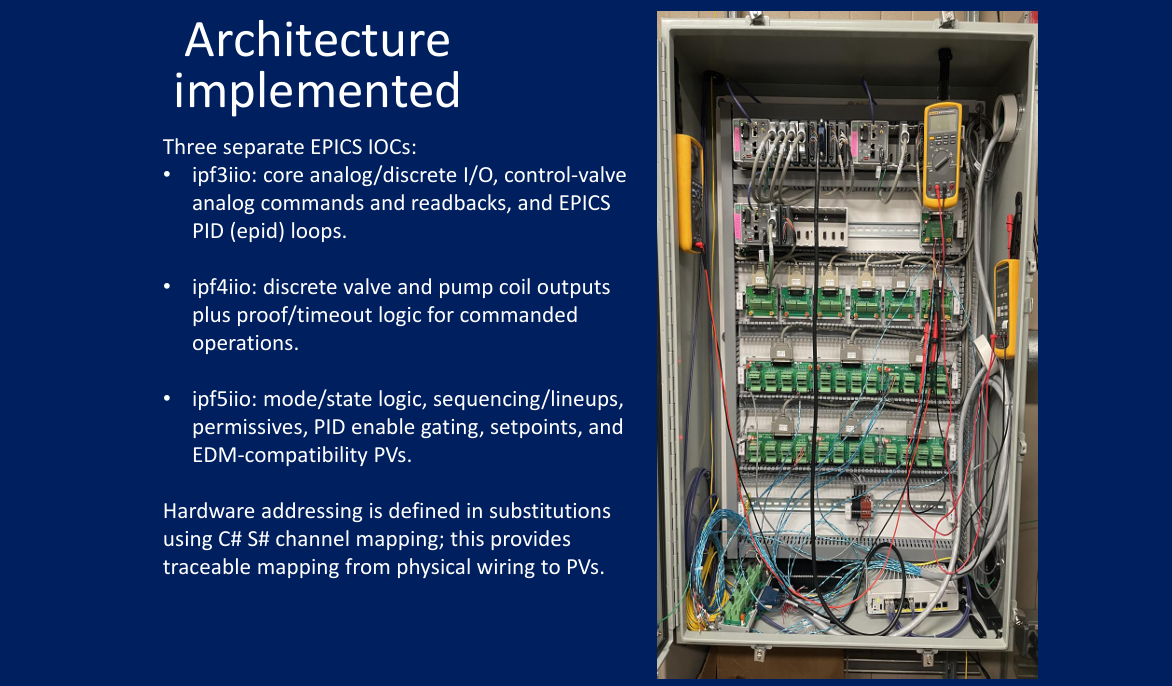 Architecture
implemented
Three separate EPICS IOCs:
• ipf3iio: core analog/discrete I/O, control-valve
analog commands and readbacks, and EPICS
PID (epid) loops.
• ipf4iio: discrete valve and pump coil outputs
plus proof/timeout logic for commanded
operations.
• ipf5iio: mode/state logic, sequencing/lineups,
permissives, PID enable gating, setpoints, and
EDM-compatibility PVs.
Hardware addressing is defined in substitutions
using C# S# channel mapping; this provides
traceable mapping from physical wiring to PVs.